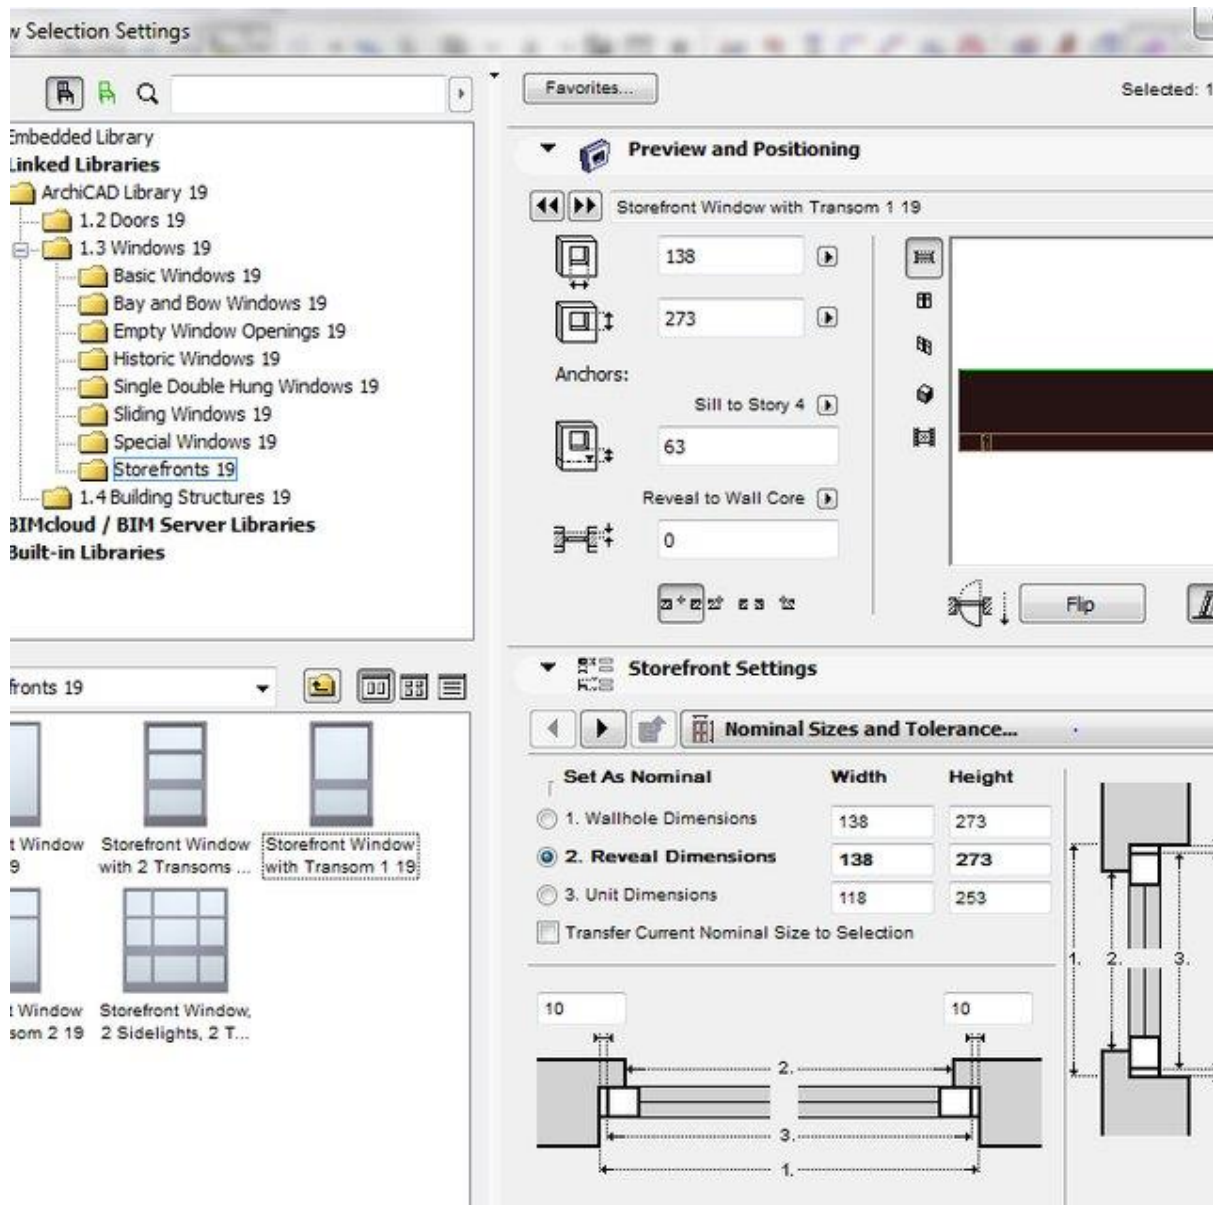 w Selection Settings
Favorites...
Selected: 1
Embedded Library
Linked Libraries
ArchiCAD Library 19
1.2 Doors 19
1.3 Windows 19
Basic Windows 19
Bay and Bow Windows 19
Empty Window Openings 19
Historic Windows 19
Single Double Hung Windows 19
Sliding Windows 19
Special Windows 19
Storefronts 19
1.4 Building Structures 19
BIMcloud / BIM Server Libraries
Built-in Libraries
Preview and Positioning
Storefront Window with Transom 1 19
138
273
Anchors:
Sill to Story 4
63
Reveal to Wall Core
0
Flip
fronts 19
t Window
9
Storefront Window
with 2 Transoms ...
Storefront Window
with Transom 1 19
t Window
som 2 19
Storefront Window,
2 Sidelights, 2 T...
Storefront Settings
Nominal Sizes and Tolerance...
Set As Nominal Width Height
1. Wallhole Dimensions 138 273
2. Reveal Dimensions 138 273
3. Unit Dimensions 118 253
Transfer Current Nominal Size to Selection
1. 2. 3.
10 10
2.
3.
1.